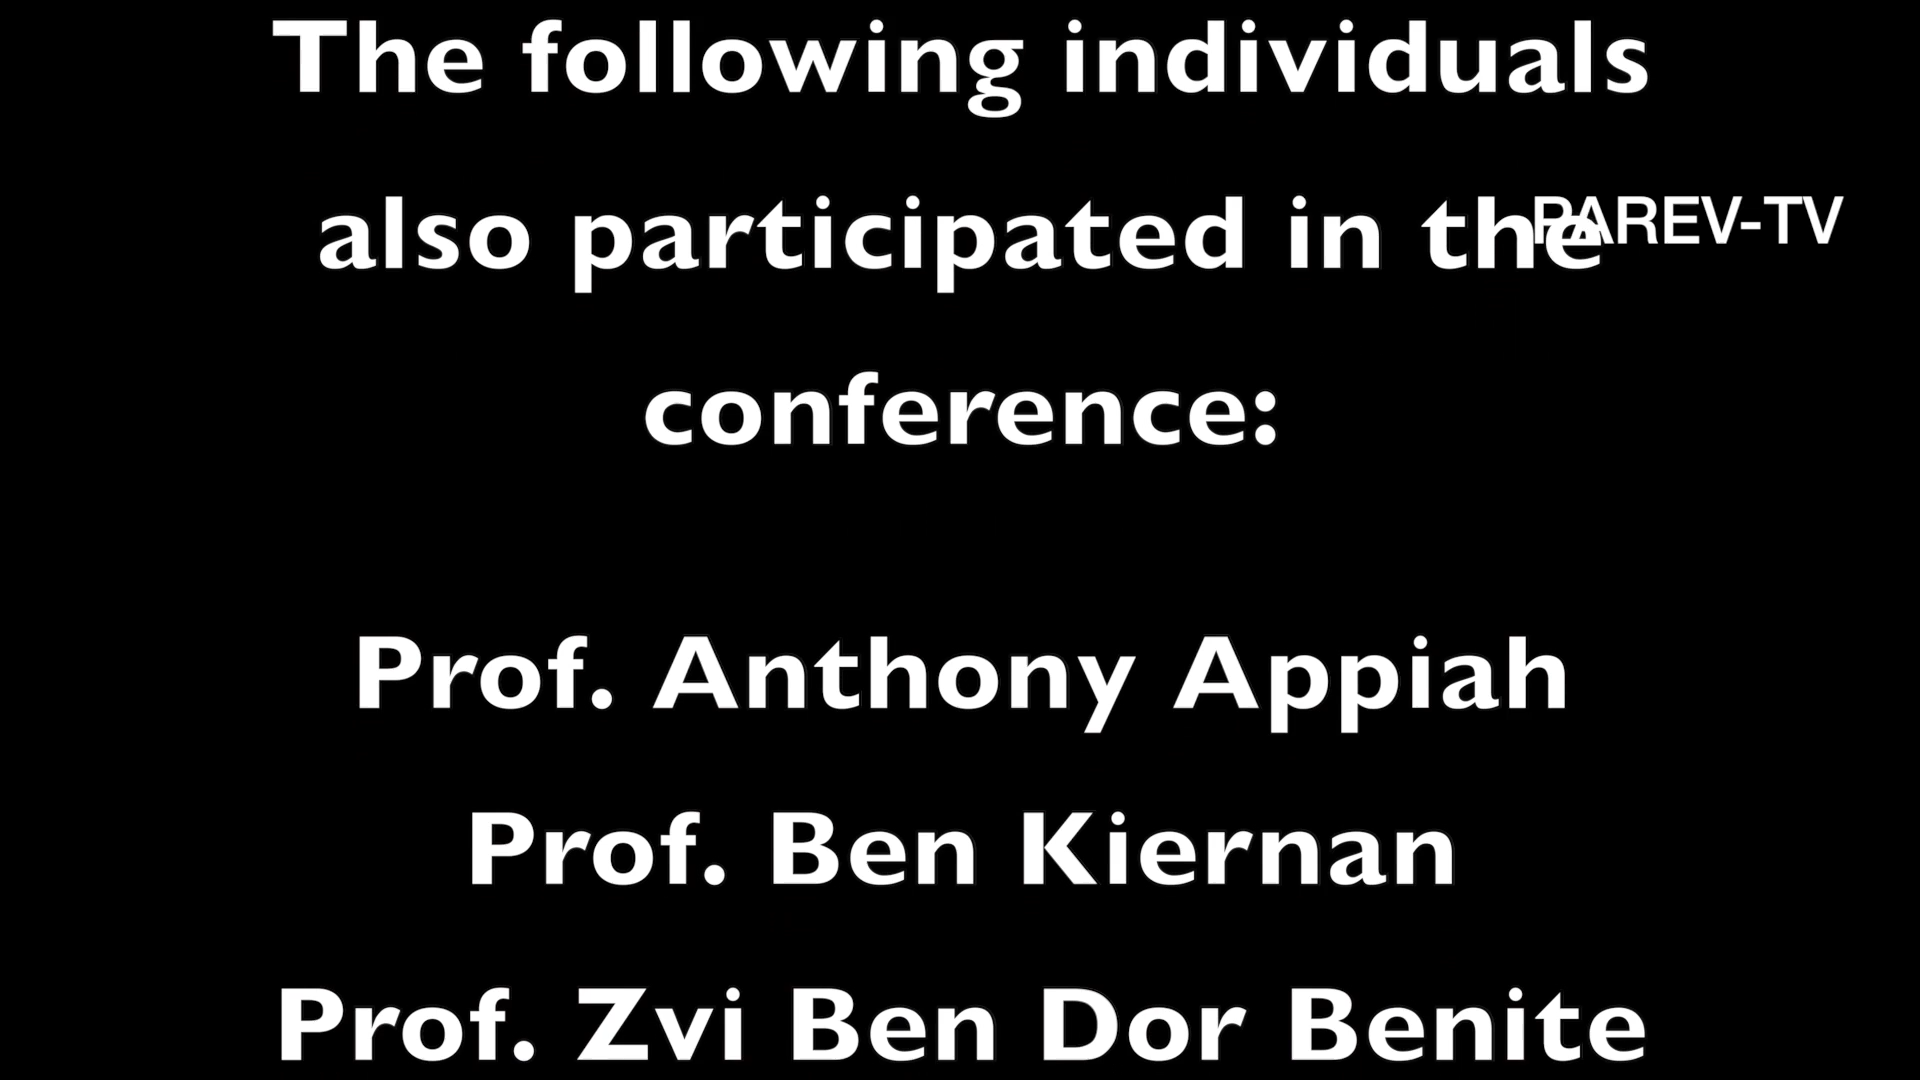 The following individuals
also participated in the
PAREV-TV
conference:
Prof. Anthony Appiah
Prof. Ben Kiernan
Prof. Zvi Ben Dor Benite